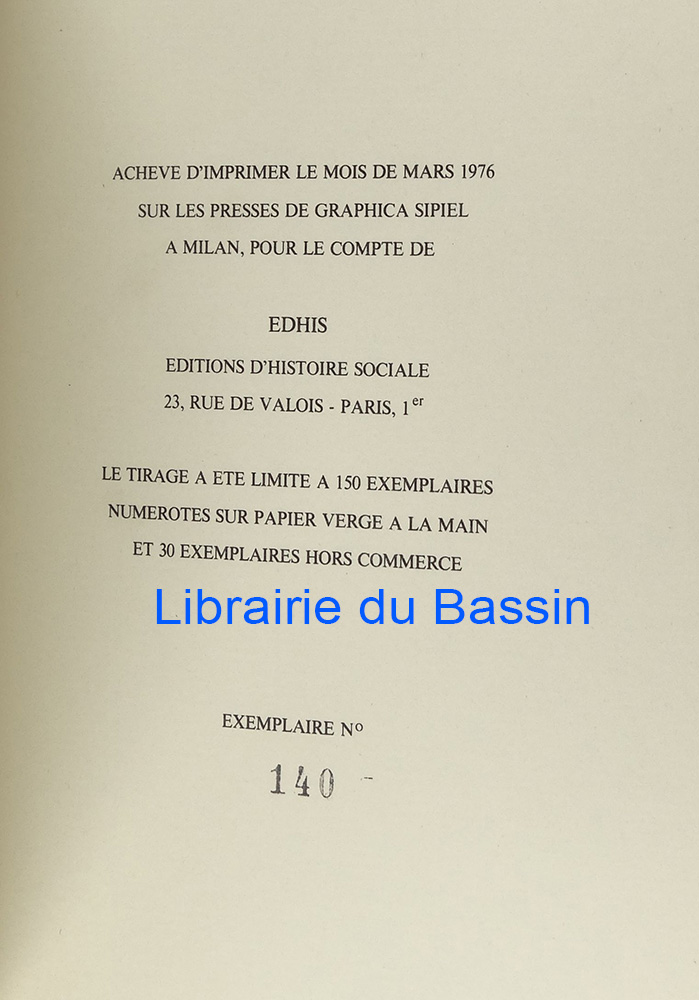 ACHEVE D'IMPRIMER LE MOIS DE MARS 1976
SUR LES PRESSES DE GRAPHICA SIPIEL
A MILAN, POUR LE COMPTE DE
EDHIS
EDITIONS D'HISTOIRE SOCIALE
23, RUE DE VALOIS - PARIS, 1er
LE TIRAGE A ETE LIMITE A 150 EXEMPLAIRES
NUMEROTES SUR PAPIER VERGE A LA MAIN
ET 30 EXEMPLAIRES HORS COMMERCE
Librairie du Bassin
EXEMPLAIRE No
140 -